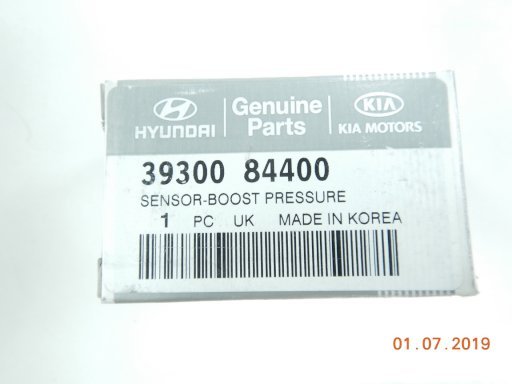 HYUNDAI
Genuine
Parts
KIA
KIA MOTORS
39300 84400
SENSOR-BOOST PRESSURE
1 PC UK MADE IN KOREA
01.07.2019